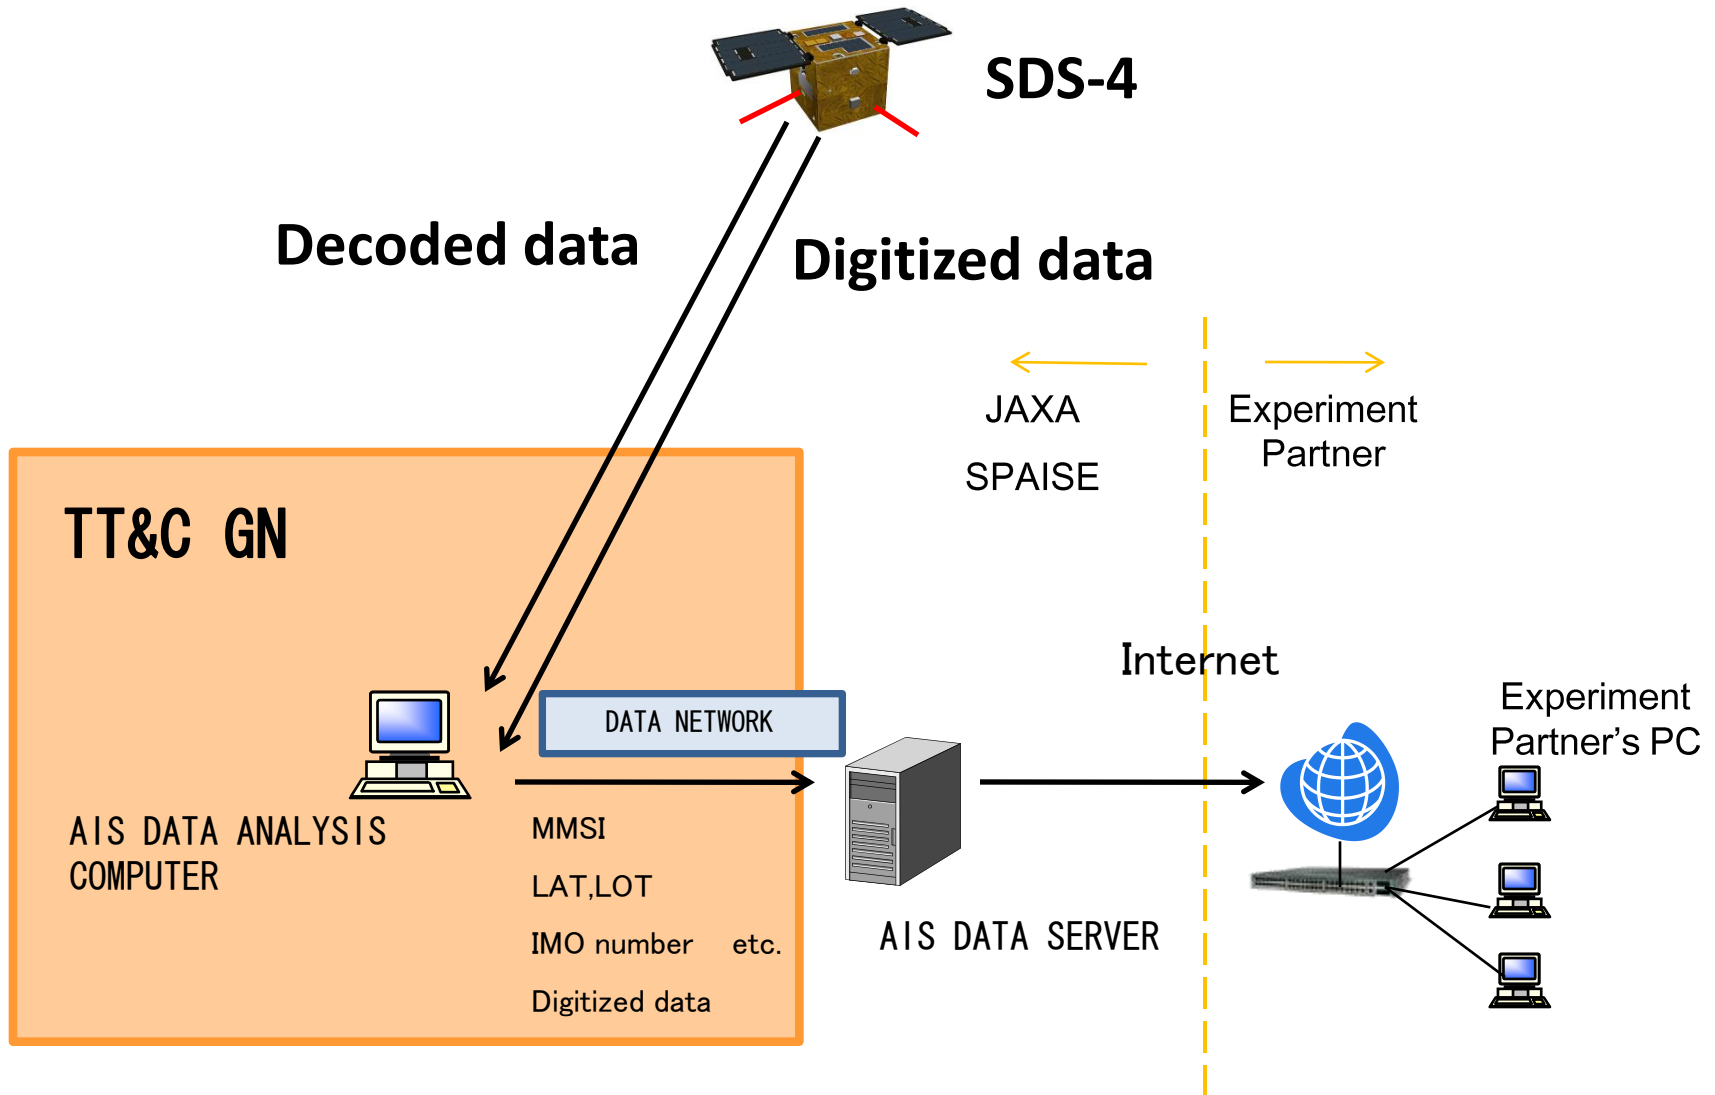 SDS-4
Decoded data
Digitized data
JAXA
SPAISE
Experiment
Partner
TT&C GN
Internet
DATA NETWORK
Experiment
Partner's PC
AIS DATA ANALYSIS
COMPUTER
MMSI
LAT,LOT
IMO number etc.
Digitized data
AIS DATA SERVER